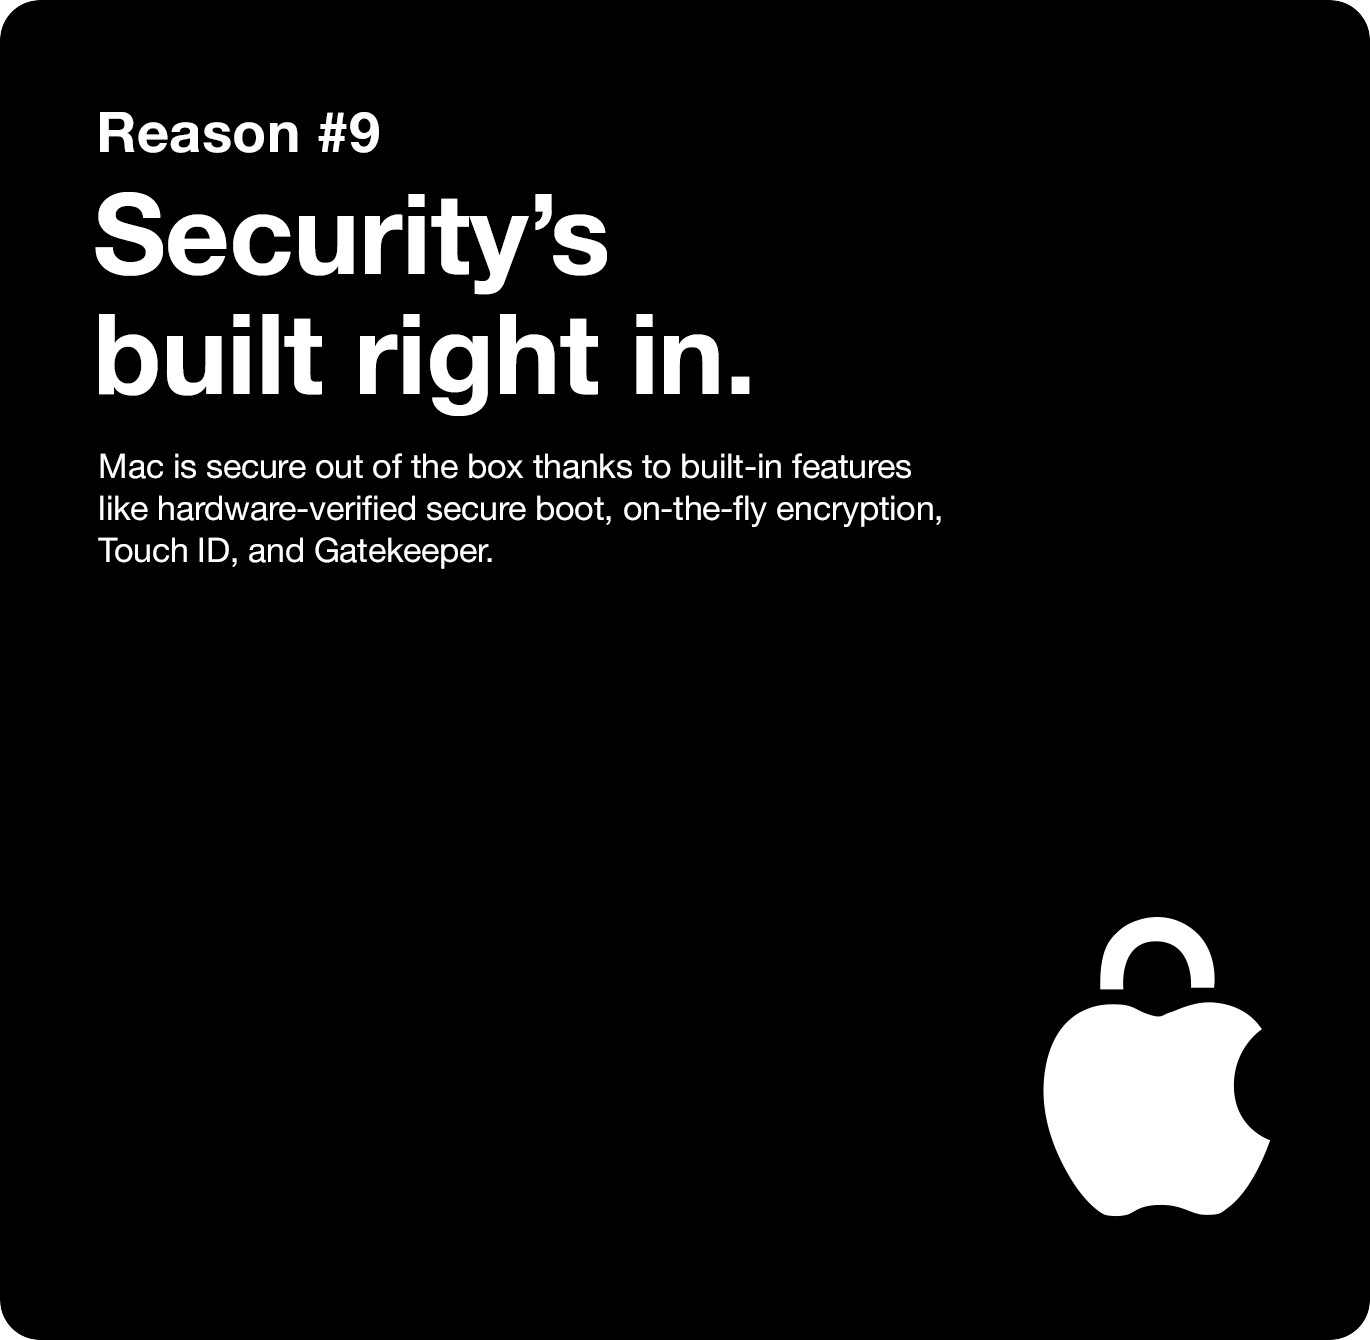 Reason #9
Security’s
built right in.
Mac is secure out of the box thanks to built-in features
like hardware-verified secure boot, on-the-fly encryption,
Touch ID, and Gatekeeper.